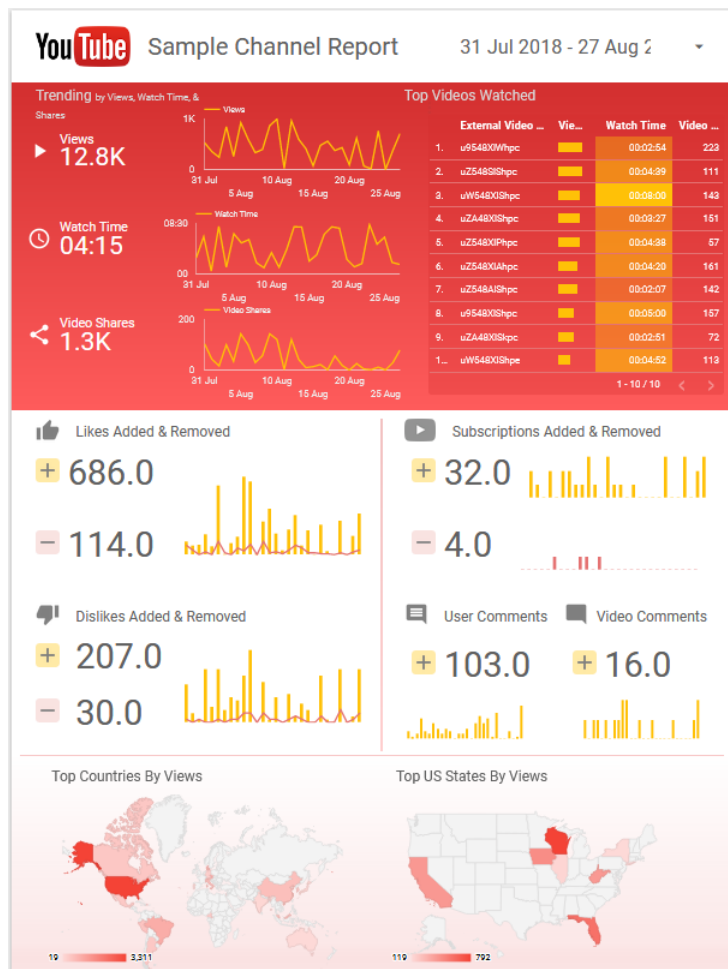 YouTube Sample Channel Report 31 Jul 2018 - 27 Aug 2
Trending by Views, Watch Time, &
Shares
Views
12.8K
Views
1K
0
31 Jul 10 Aug 20 Aug
5 Aug 15 Aug 25 Aug
Watch Time
04:15
Watch Time
08:30
00
31 Jul 10 Aug 20 Aug
5 Aug 15 Aug 25 Aug
Video Shares
1.3K
Video Shares
200
0
31 Jul 10 Aug 20 Aug
5 Aug 15 Aug 25 Aug
Top Videos Watched
External Video ... Vie... Watch Time Video ...
1. u9548XIWhpc 00:02:54 223
2. uZ548SIShpc 00:04:39 111
3. uW548XIShpc 00:08:00 143
4. uZA48XIShpc 00:03:27 151
5. uZ548XIPhpc 00:04:38 57
6. uZ548XIAhpc 00:04:20 161
7. uZ548AIShpc 00:02:07 142
8. u9548XIShpc 00:05:00 157
9. uZA48XISkpc 00:02:51 72
1... uW548XIShpe 00:04:52 113
1 - 10 / 10 < >
Likes Added & Removed
+ 686.0
− 114.0
Subscriptions Added & Removed
+ 32.0
− 4.0
Dislikes Added & Removed
+ 207.0
− 30.0
User Comments
+ 103.0
Video Comments
+ 16.0
Top Countries By Views
19 3,311
Top US States By Views
119 792